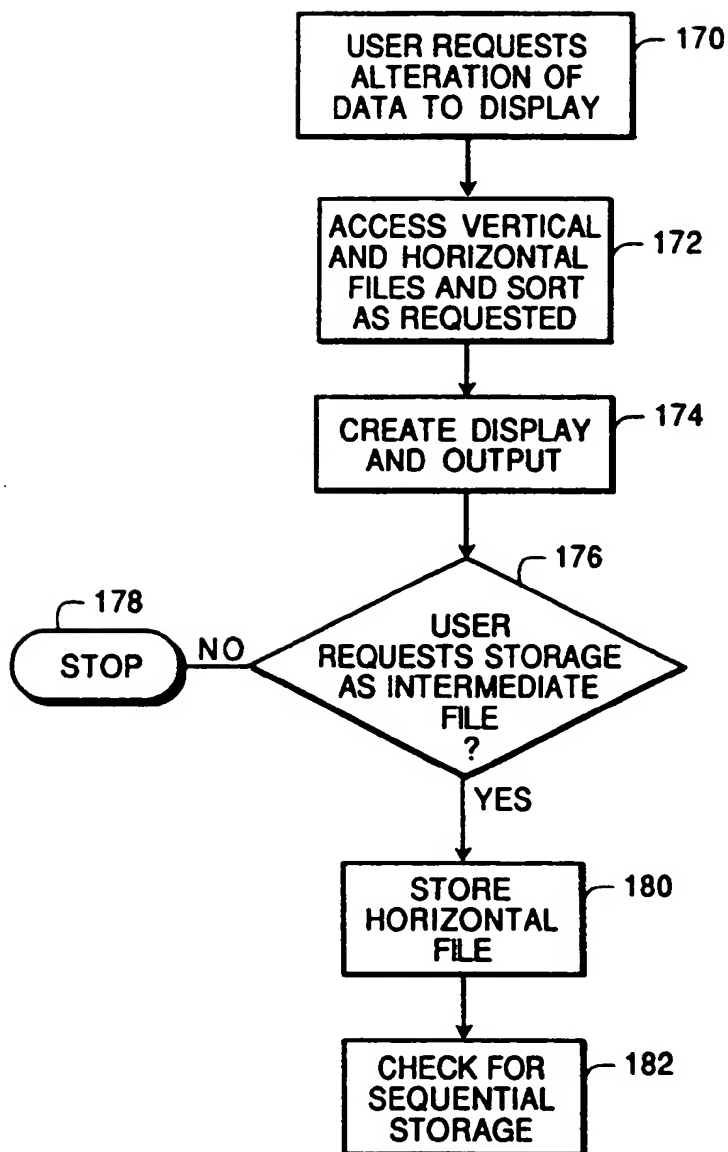 USER REQUESTS
ALTERATION OF
DATA TO DISPLAY
170
ACCESS VERTICAL
AND HORIZONTAL
FILES AND SORT
AS REQUESTED
172
CREATE DISPLAY
AND OUTPUT
174
176
USER
REQUESTS STORAGE
AS INTERMEDIATE
FILE
?
178
STOP
NO
YES
STORE
HORIZONTAL
FILE
180
CHECK FOR
SEQUENTIAL
STORAGE
182